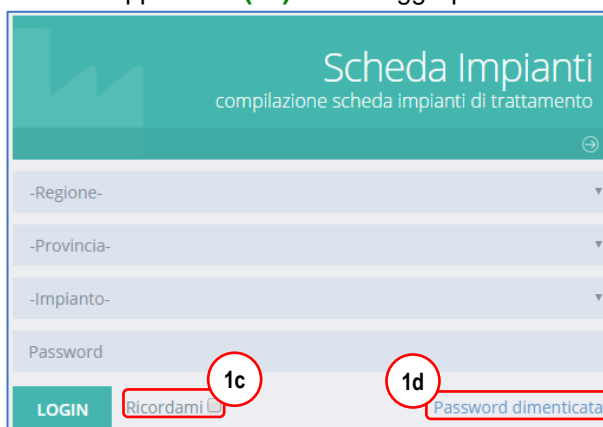 Scheda Impianti
compilazione scheda impianti di trattamento
-Regione-
-Provincia-
-Impianto-
Password
1c
1d
LOGIN
Ricordami
Password dimenticata